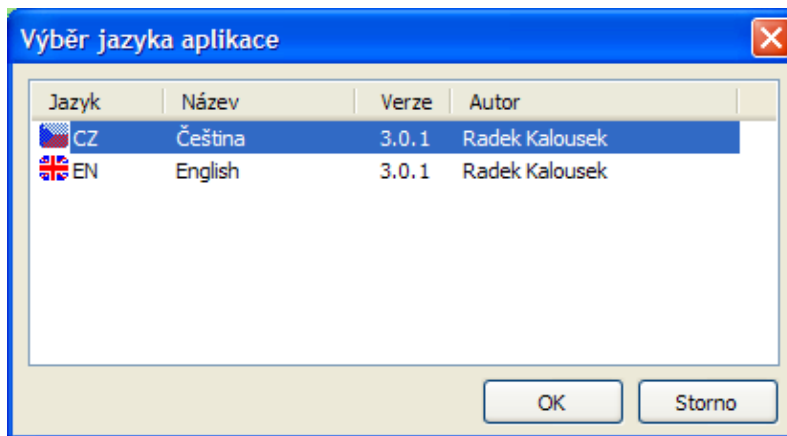 Výběr jazyka aplikace
Jazyk Název Verze Autor
CZ Čeština 3.0.1 Radek Kalousek
EN English 3.0.1 Radek Kalousek
OK Storno